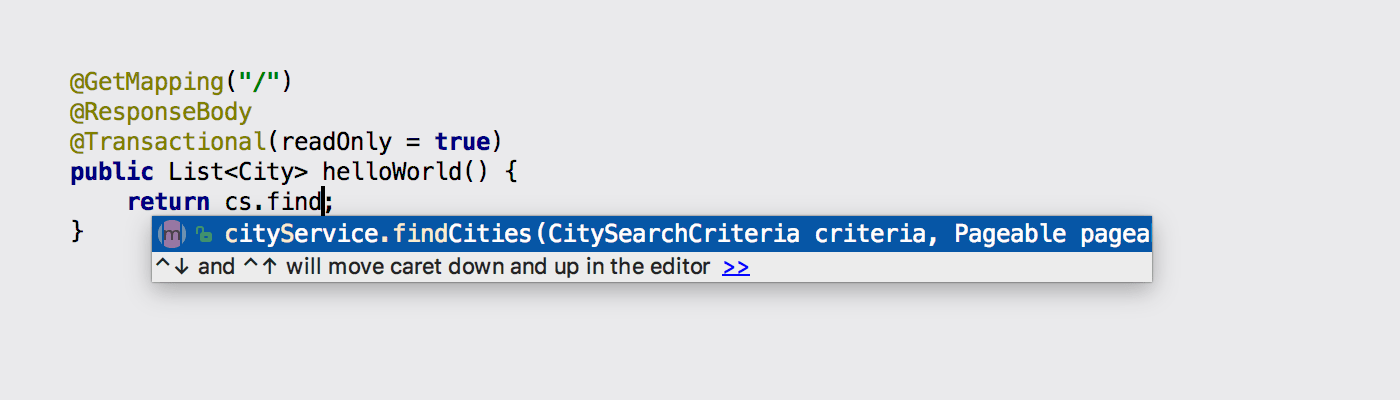 @GetMapping("/")
@ResponseBody
@Transactional(readOnly = true)
public List<City> helloWorld() {
    return cs.find;
}
m cityService.findCities(CitySearchCriteria criteria, Pageable pagea
^↓ and ^↑ will move caret down and up in the editor >>